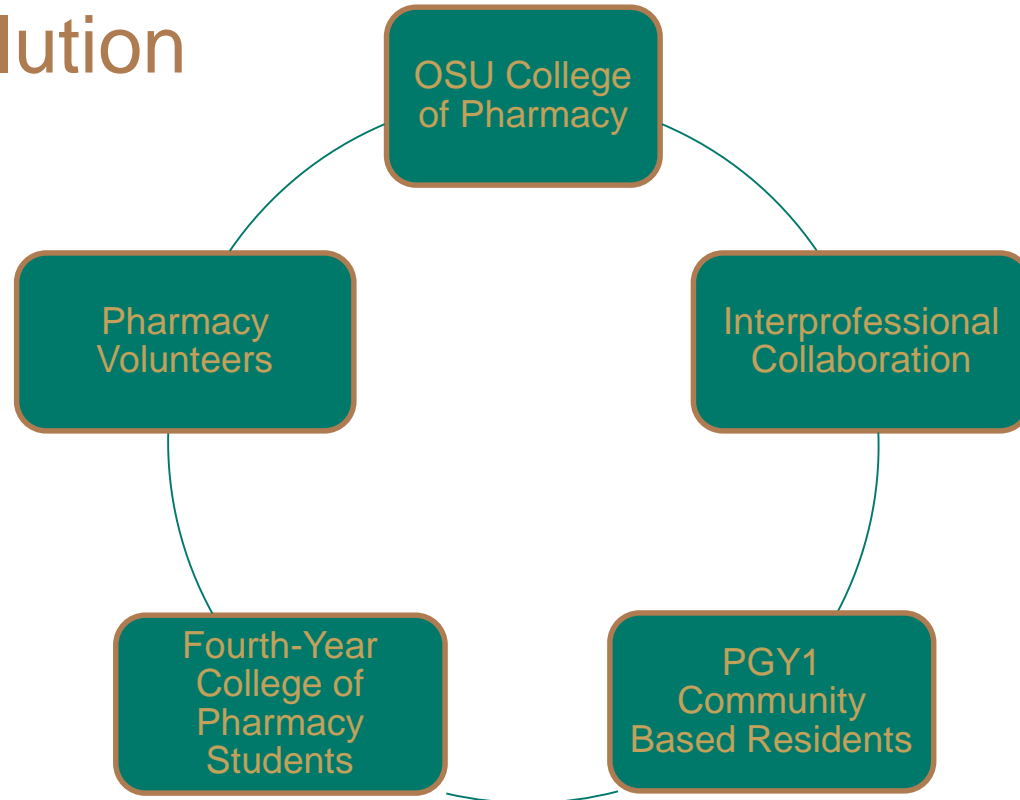 lution
OSU College
of Pharmacy
Pharmacy
Volunteers
Interprofessional
Collaboration
Fourth-Year
College of
Pharmacy
Students
PGY1
Community
Based Residents